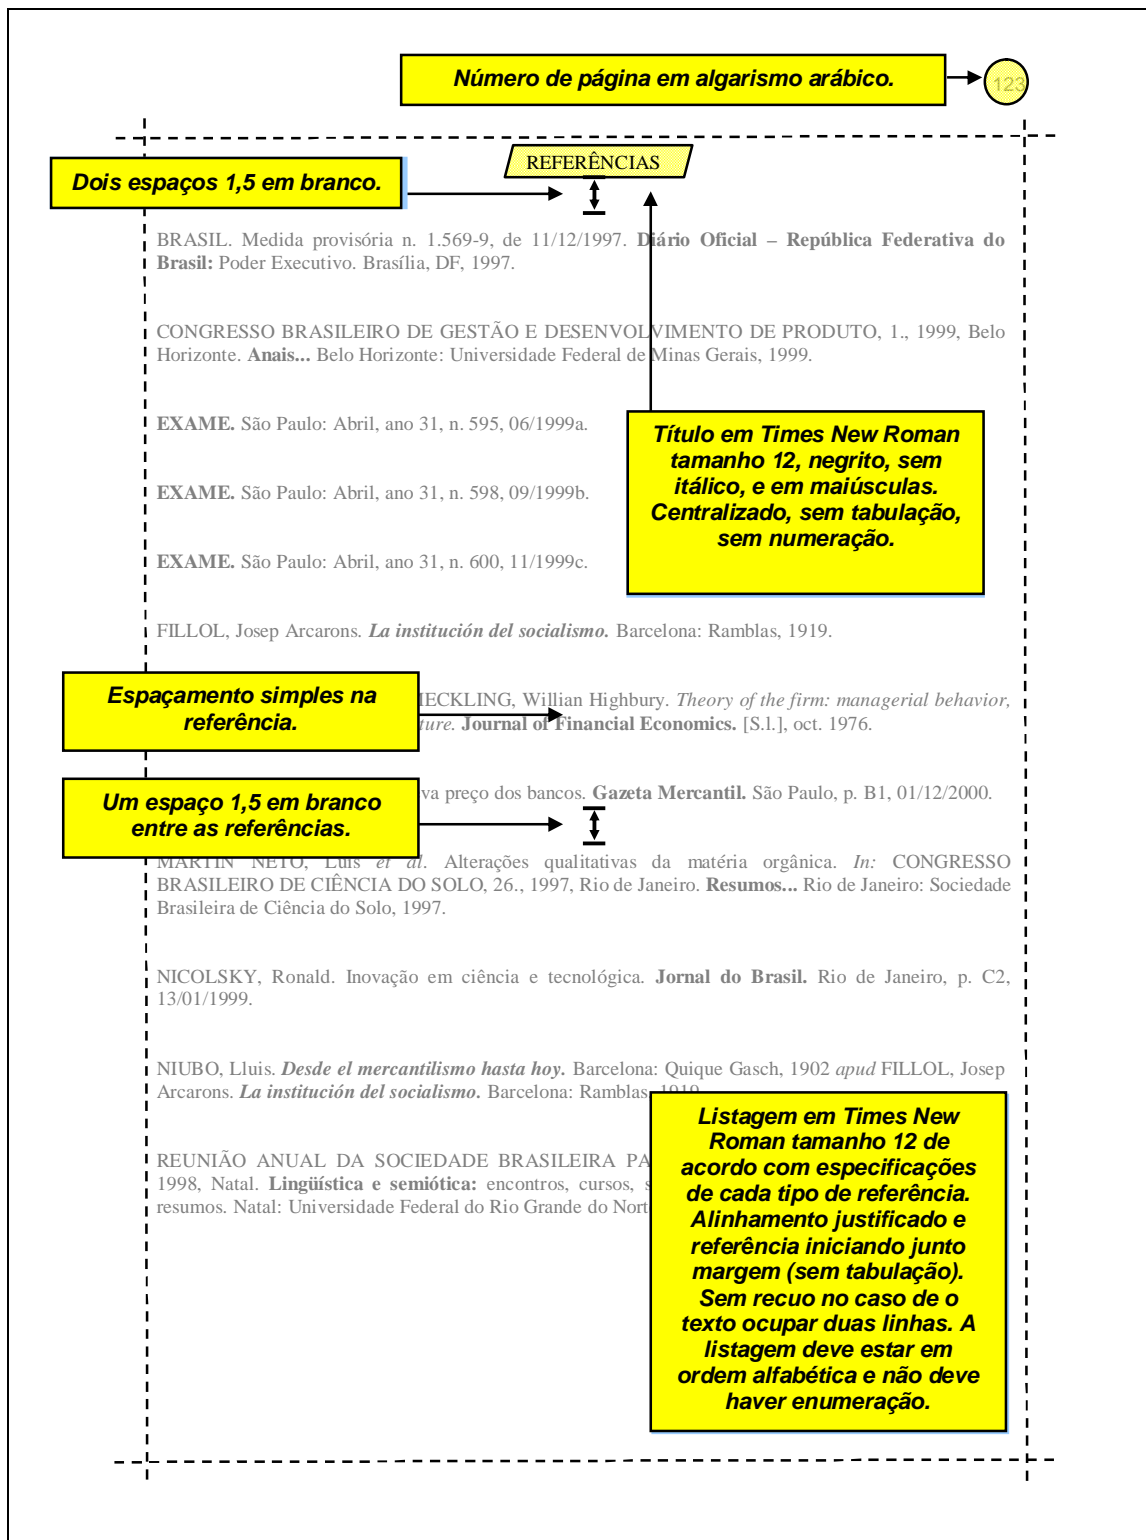 Número de página em algarismo arábico.
123
REFERÊNCIAS
Dois espaços 1,5 em branco.
BRASIL. Medida provisória n. 1.569-9, de 11/12/1997. Diário Oficial – República Federativa do
Brasil: Poder Executivo. Brasília, DF, 1997.
CONGRESSO BRASILEIRO DE GESTÃO E DESENVOLVIMENTO DE PRODUTO, 1., 1999, Belo
Horizonte. Anais... Belo Horizonte: Universidade Federal de Minas Gerais, 1999.
EXAME. São Paulo: Abril, ano 31, n. 595, 06/1999a.
EXAME. São Paulo: Abril, ano 31, n. 598, 09/1999b.
EXAME. São Paulo: Abril, ano 31, n. 600, 11/1999c.
Título em Times New Roman
tamanho 12, negrito, sem
itálico, e em maiúsculas.
Centralizado, sem tabulação,
sem numeração.
FILLOL, Josep Arcarons. La institución del socialismo. Barcelona: Ramblas, 1919.
Espaçamento simples na
referência.
MECKLING, Willian Highbury. Theory of the firm: managerial behavior,
ture. Journal of Financial Economics. [S.l.], oct. 1976.
Um espaço 1,5 em branco
entre as referências.
va preço dos bancos. Gazeta Mercantil. São Paulo, p. B1, 01/12/2000.
MARTIN NETO, Luis et al. Alterações qualitativas da matéria orgânica. In: CONGRESSO
BRASILEIRO DE CIÊNCIA DO SOLO, 26., 1997, Rio de Janeiro. Resumos... Rio de Janeiro: Sociedade
Brasileira de Ciência do Solo, 1997.
NICOLSKY, Ronald. Inovação em ciência e tecnológica. Jornal do Brasil. Rio de Janeiro, p. C2,
13/01/1999.
NIUBO, Lluis. Desde el mercantilismo hasta hoy. Barcelona: Quique Gasch, 1902 apud FILLOL, Josep
Arcarons. La institución del socialismo. Barcelona: Ramblas, 1919.
REUNIÃO ANUAL DA SOCIEDADE BRASILEIRA PA
1998, Natal. Lingüística e semiótica: encontros, cursos, s
resumos. Natal: Universidade Federal do Rio Grande do Nort
Listagem em Times New
Roman tamanho 12 de
acordo com especificações
de cada tipo de referência.
Alinhamento justificado e
referência iniciando junto
margem (sem tabulação).
Sem recuo no caso de o
texto ocupar duas linhas. A
listagem deve estar em
ordem alfabética e não deve
haver enumeração.